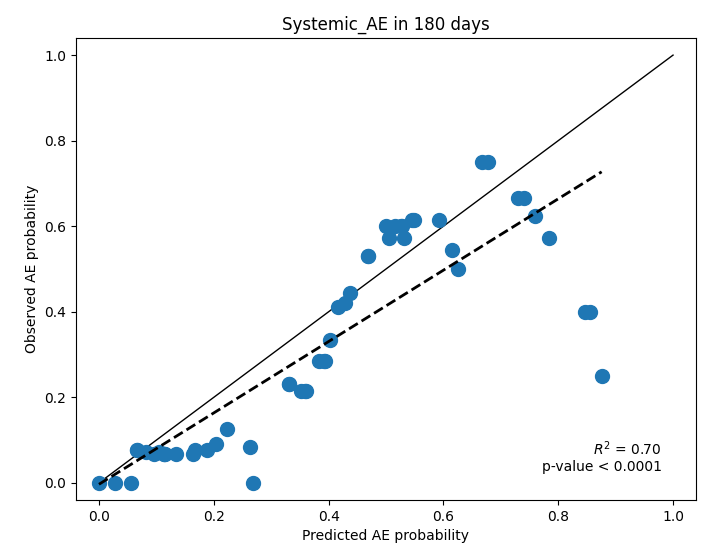 Systemic_AE in 180 days
Observed AE probability
1.0
0.8
0.6
0.4
0.2
0.0
R² = 0.70
p-value < 0.0001
0.0 0.2 0.4 0.6 0.8 1.0
Predicted AE probability